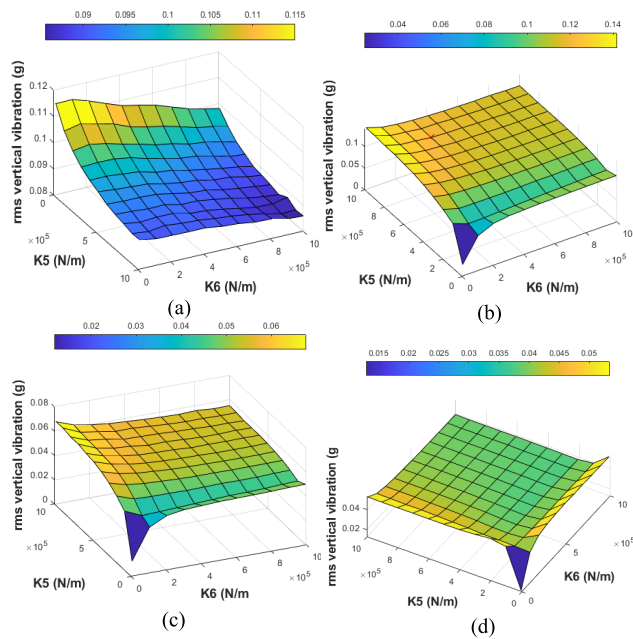 0.09 0.095 0.1 0.105 0.11 0.115
0.12
0.11
0.1
0.09
0.08
rms vertical vibration (g)
0
5
10
×10⁵
K5 (N/m)
0 2 4 6 8 10
×10⁵
K6 (N/m)
(a)
0.04 0.06 0.08 0.1 0.12 0.14
0.1
0.05
0
rms vertical vibration (g)
8
6
4
2
0
×10⁵
K5 (N/m)
0 2 4 6 8 10
×10⁵
K6 (N/m)
(b)
0.02 0.03 0.04 0.05 0.06
0.08
0.06
0.04
0.02
0
rms vertical vibration (g)
10
5
0
×10⁵
K5 (N/m)
0 2 4 6 8 10
×10⁵
K6 (N/m
(c)
0.015 0.02 0.025 0.03 0.035 0.04 0.045 0.05
0.04
0.02
rms vertical vibration (g
10 8 6 4 2 0
×10⁵
K5 (N/m)
0
5
10
×10⁵
K6 (N/m)
(d)